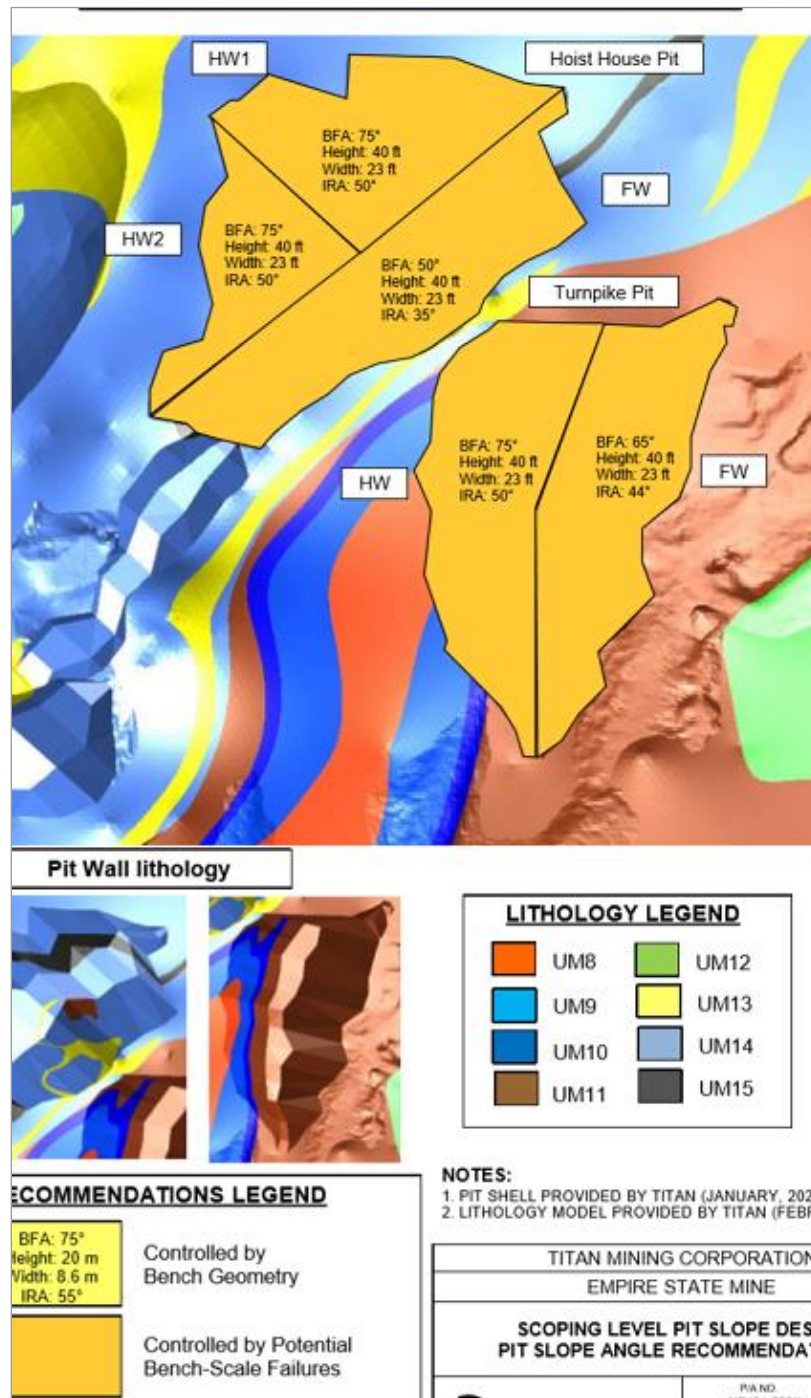 HW1
Hoist House Pit
BFA: 75°
Height: 40 ft
Width: 23 ft
IRA: 50°
FW
HW2
BFA: 75°
Height: 40 ft
Width: 23 ft
IRA: 50°
BFA: 50°
Height: 40 ft
Width: 23 ft
IRA: 35°
Turnpike Pit
HW
BFA: 75°
Height: 40 ft
Width: 23 ft
IRA: 50°
BFA: 65°
Height: 40 ft
Width: 23 ft
IRA: 44°
FW
Pit Wall lithology
LITHOLOGY LEGEND
UM8
UM12
UM9
UM13
UM10
UM14
UM11
UM15
ECOMMENDATIONS LEGEND
BFA: 75°
Height: 20 m
Width: 8.6 m
IRA: 55°
Controlled by
Bench Geometry
Controlled by Potential
Bench-Scale Failures
NOTES:
1. PIT SHELL PROVIDED BY TITAN (JANUARY, 202
2. LITHOLOGY MODEL PROVIDED BY TITAN (FEBR
TITAN MINING CORPORATION
EMPIRE STATE MINE
SCOPING LEVEL PIT SLOPE DES
PIT SLOPE ANGLE RECOMMENDAT
P/A NO.